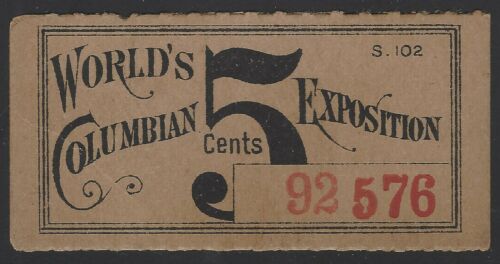 S. 102
WORLD'S
COLUMBIAN
5
Cents
EXPOSITION
92 576